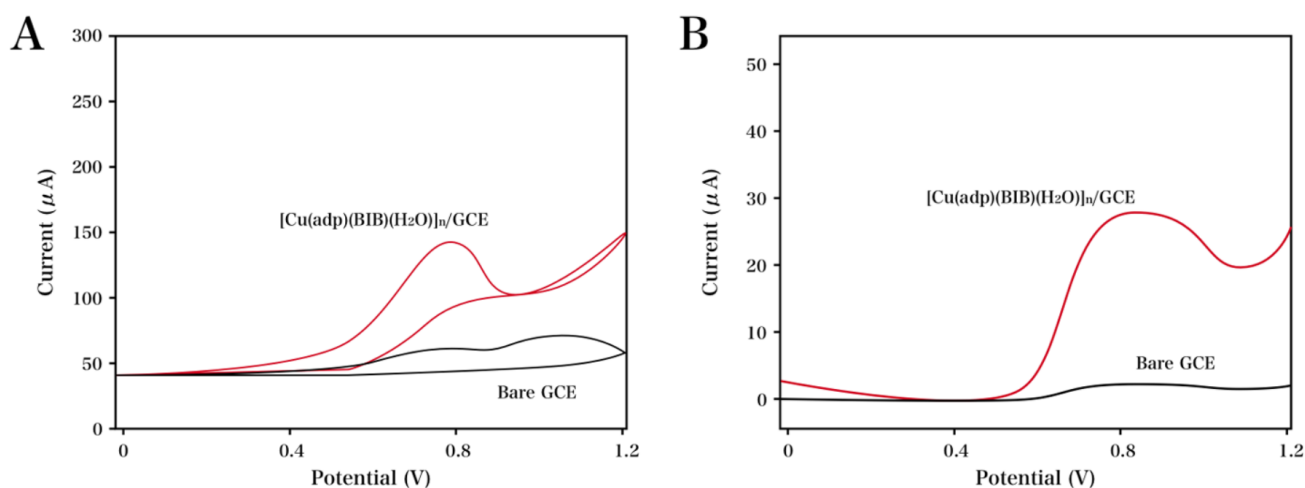 A
300
250
200
150
100
50
0
Current (μA)
[Cu(adp)(BIB)(H₂O)]ₙ/GCE
Bare GCE
0 0.4 0.8 1.2
Potential (V)
B
50
40
30
20
10
0
Current (μA)
[Cu(adp)(BIB)(H₂O)]ₙ/GCE
Bare GCE
0 0.4 0.8 1.2
Potential (V)